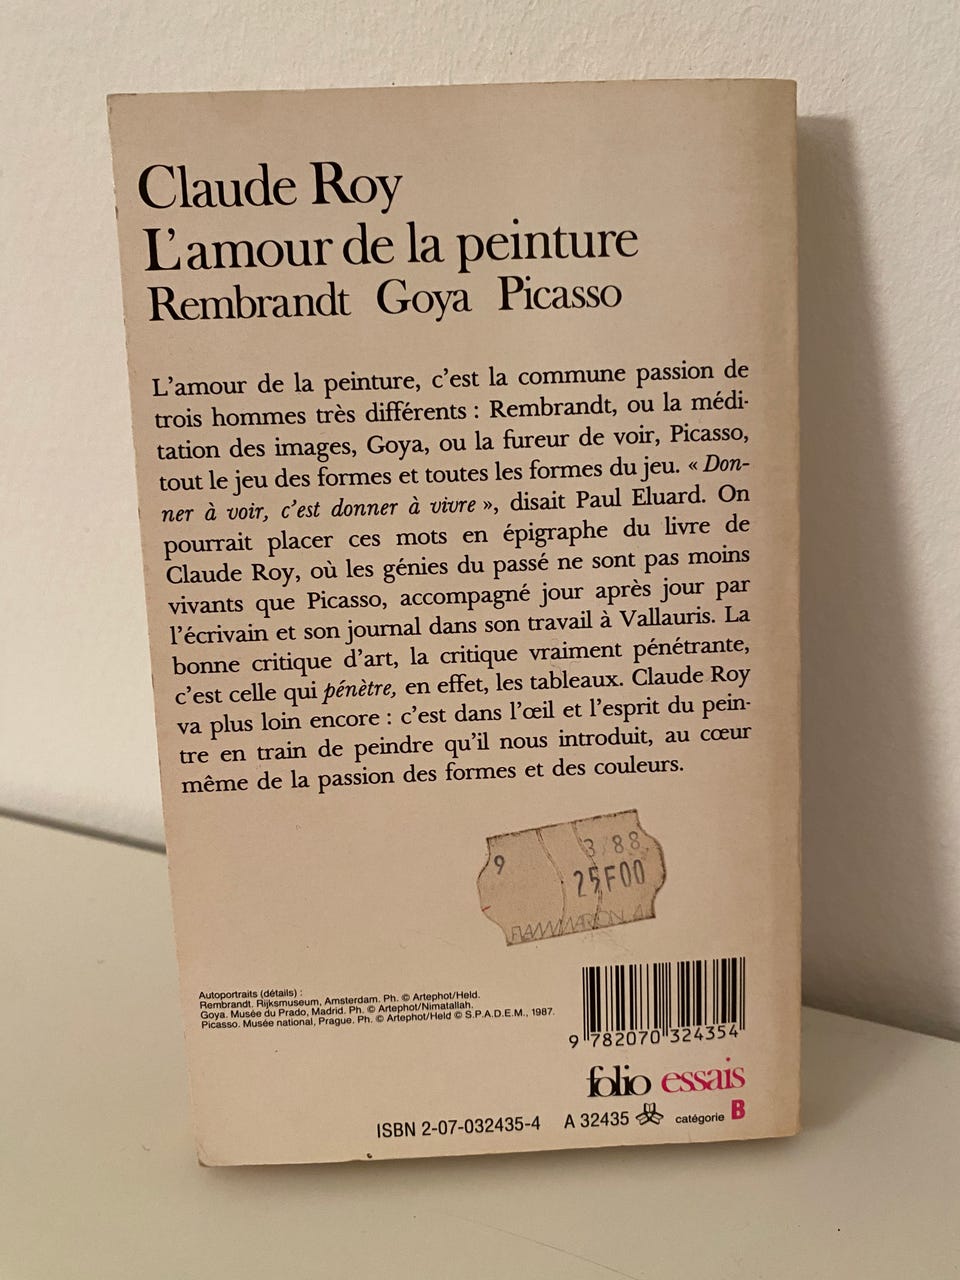 Claude Roy
L'amour de la peinture
Rembrandt Goya Picasso
L'amour de la peinture, c'est la commune passion de
trois hommes très différents : Rembrandt, ou la médi-
tation des images, Goya, ou la fureur de voir, Picasso,
tout le jeu des formes et toutes les formes du jeu. « Don-
ner à voir, c'est donner à vivre », disait Paul Eluard. On
pourrait placer ces mots en épigraphe du livre de
Claude Roy, où les génies du passé ne sont pas moins
vivants que Picasso, accompagné jour après jour par
l'écrivain et son journal dans son travail à Vallauris. La
bonne critique d'art, la critique vraiment pénétrante,
c'est celle qui pénètre, en effet, les tableaux. Claude Roy
va plus loin encore : c'est dans l'œil et l'esprit du pein-
tre en train de peindre qu'il nous introduit, au cœur
même de la passion des formes et des couleurs.
9 3/88
25F00
FLAMMARION 4
Autoportraits (détails) :
Rembrandt. Rijksmuseum, Amsterdam. Ph. © Artephot/Held.
Goya. Musée du Prado, Madrid. Ph. © Artephot/Nimatallah.
Picasso. Musée national, Prague. Ph. © Artephot/Held © S.P.A.D.E.M., 1987.
9 782070 324354
folio essais
ISBN 2-07-032435-4 A 32435 catégorie B